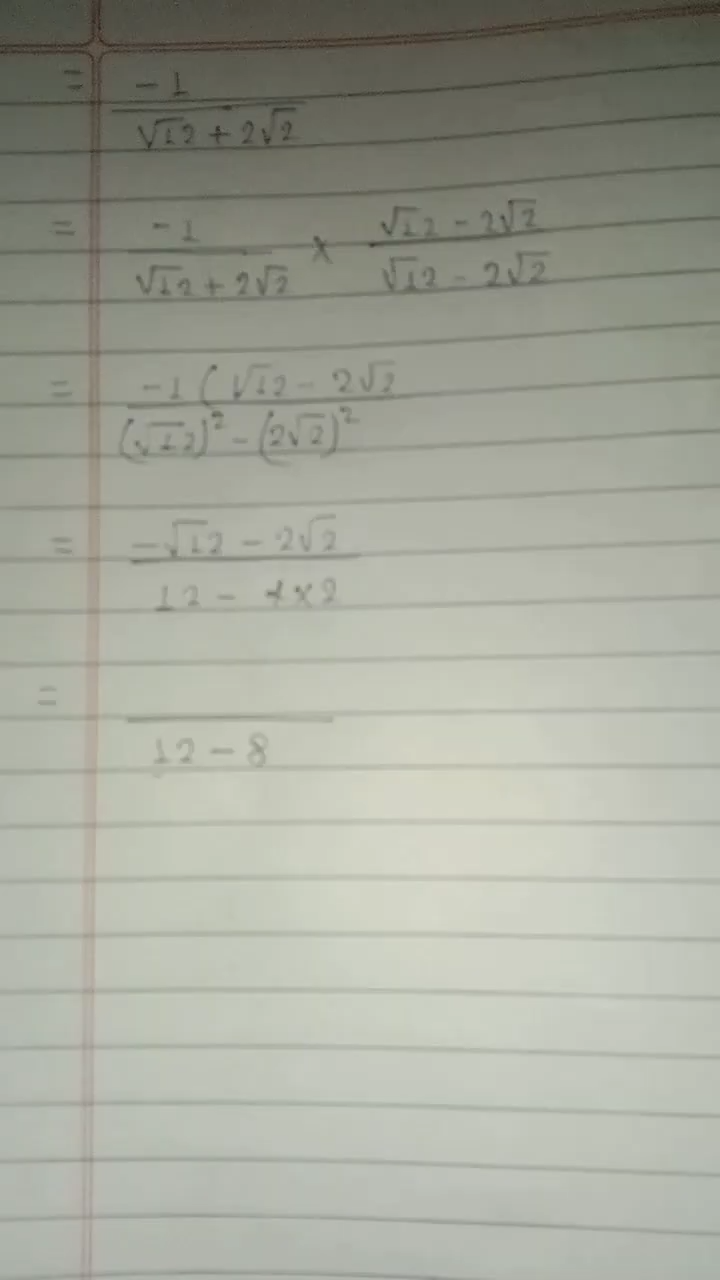 = -1 / √12 + 2√2
= -1 / √12 + 2√2 × √12 - 2√2 / √12 - 2√2
= -1 (√12 - 2√2 / (√12)² - (2√2)²
= -√12 - 2√2 / 12 - 4×2
= / 12 - 8